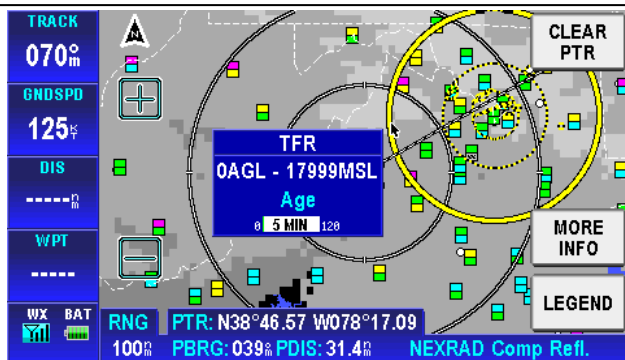 TRACK
070°m
GNDSPD
125kt
DIS
-----nm
WPT
-----
WX BAT
N
CLEAR
PTR
TFR
0AGL - 17999MSL
Age
0 5 MIN 120
MORE
INFO
LEGEND
RNG PTR: N38°46.57 W078°17.09
100nm PBRG: 039°m PDIS: 31.4nm NEXRAD Comp Refl.